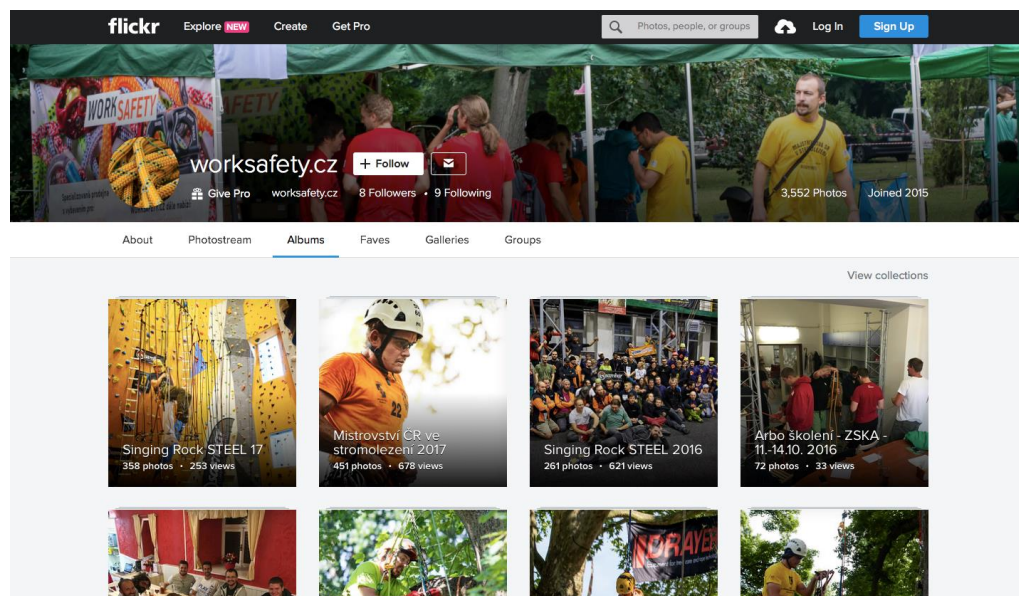 flickr Explore NEW Create Get Pro Photos, people, or groups Log In Sign Up
WORKSAFETY
worksafety.cz + Follow
Give Pro worksafety.cz 8 Followers • 9 Following 3,552 Photos Joined 2015
About Photostream Albums Faves Galleries Groups
View collections
Singing Rock STEEL 17
358 photos • 253 views
22
Mistrovství ČR ve
stromolezení 2017
451 photos • 678 views
Singing Rock STEEL 2016
261 photos • 621 views
Arbo školení - ZSKA -
11.-14.10. 2016
72 photos • 33 views